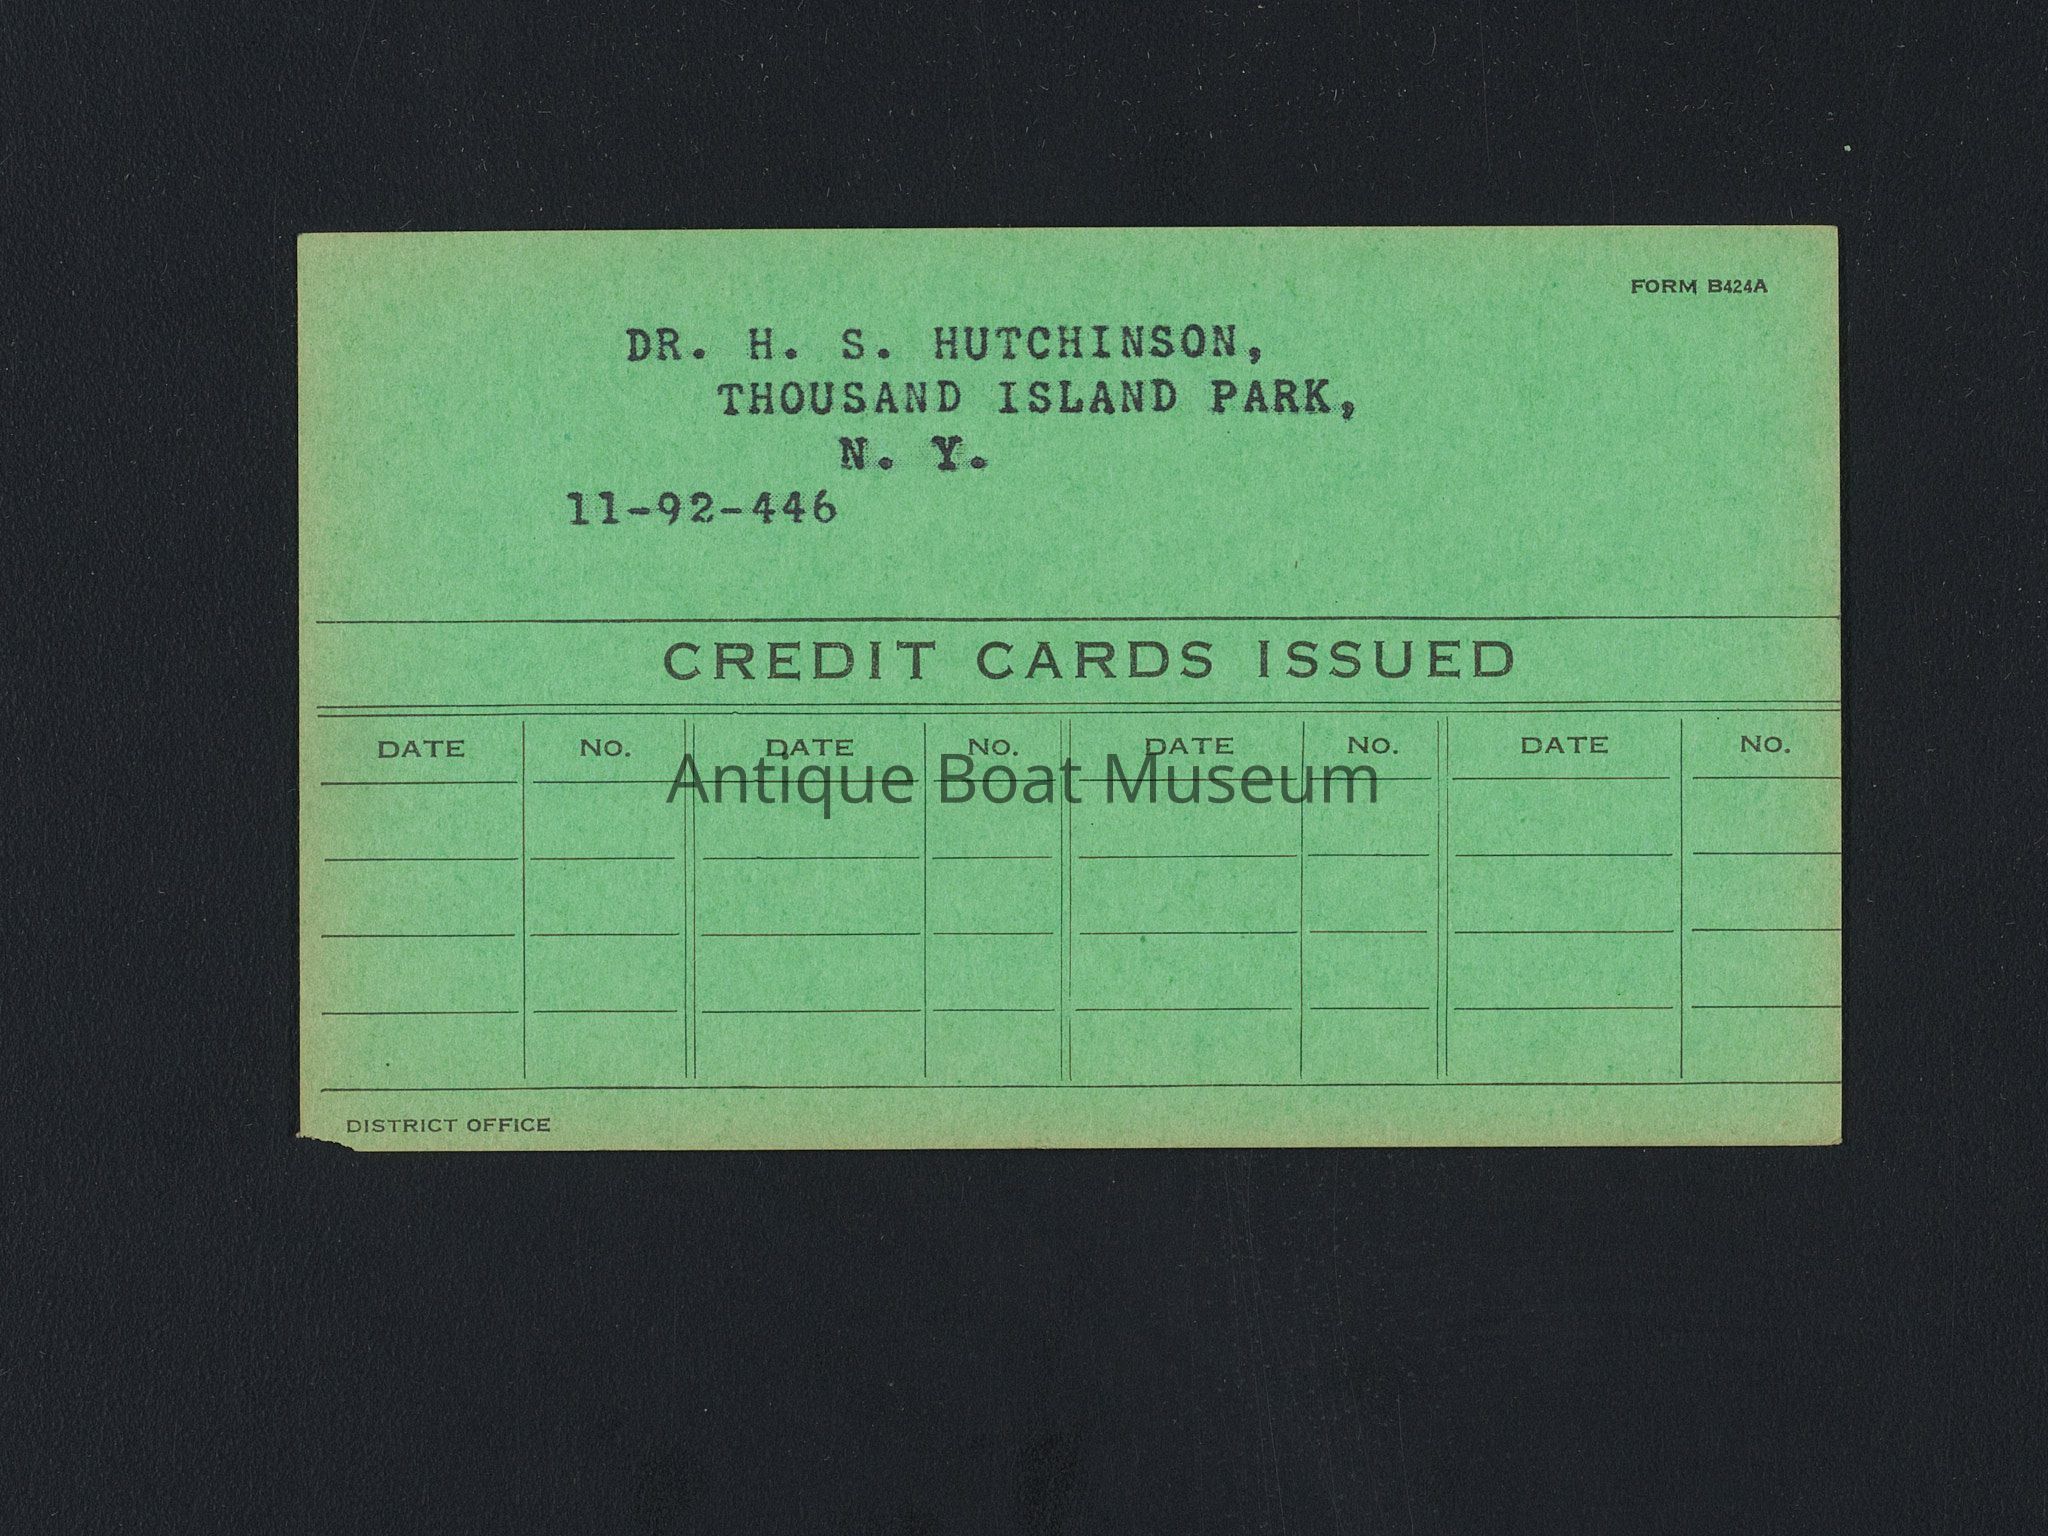 FORM B424A
DR. H. S. HUTCHINSON,
THOUSAND ISLAND PARK,
N. Y.
11-92-446
CREDIT CARDS ISSUED
DATE NO. DATE NO. DATE NO. DATE NO.
Antique Boat Museum
DISTRICT OFFICE